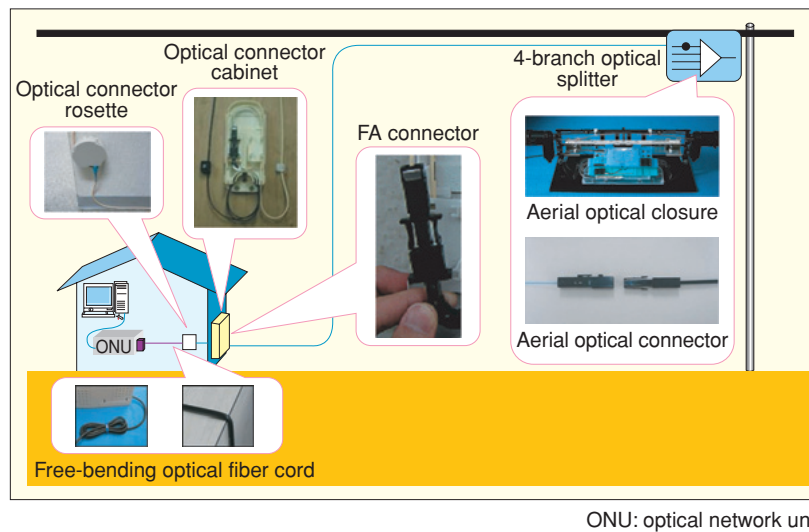 Optical connector
cabinet
4-branch optical
splitter
Optical connector
rosette
FA connector
Aerial optical closure
Aerial optical connector
ONU
Free-bending optical fiber cord
ONU: optical network un